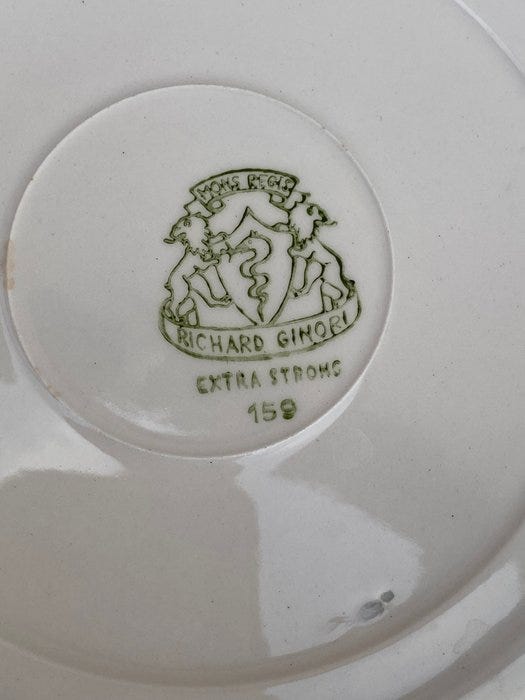 MONS REGIS
RICHARD GINORI
EXTRA STRONG
159